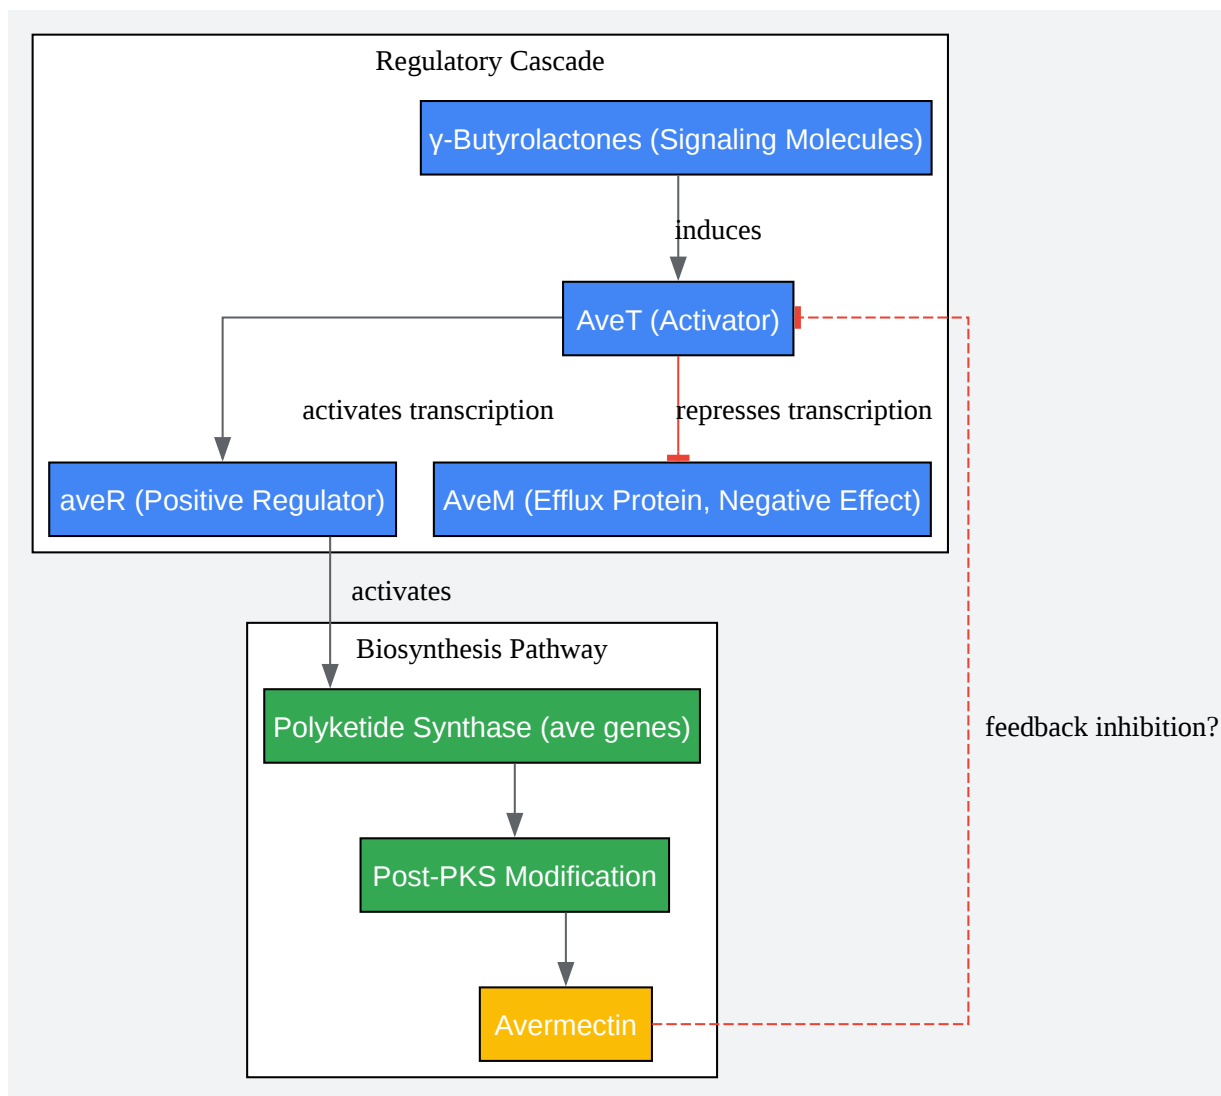 Regulatory Cascade
γ-Butyrolactones (Signaling Molecules)
induces
AveT (Activator)
activates transcription
represses transcription
aveR (Positive Regulator)
AveM (Efflux Protein, Negative Effect)
activates
Biosynthesis Pathway
Polyketide Synthase (ave genes)
feedback inhibition?
Post-PKS Modification
Avermectin